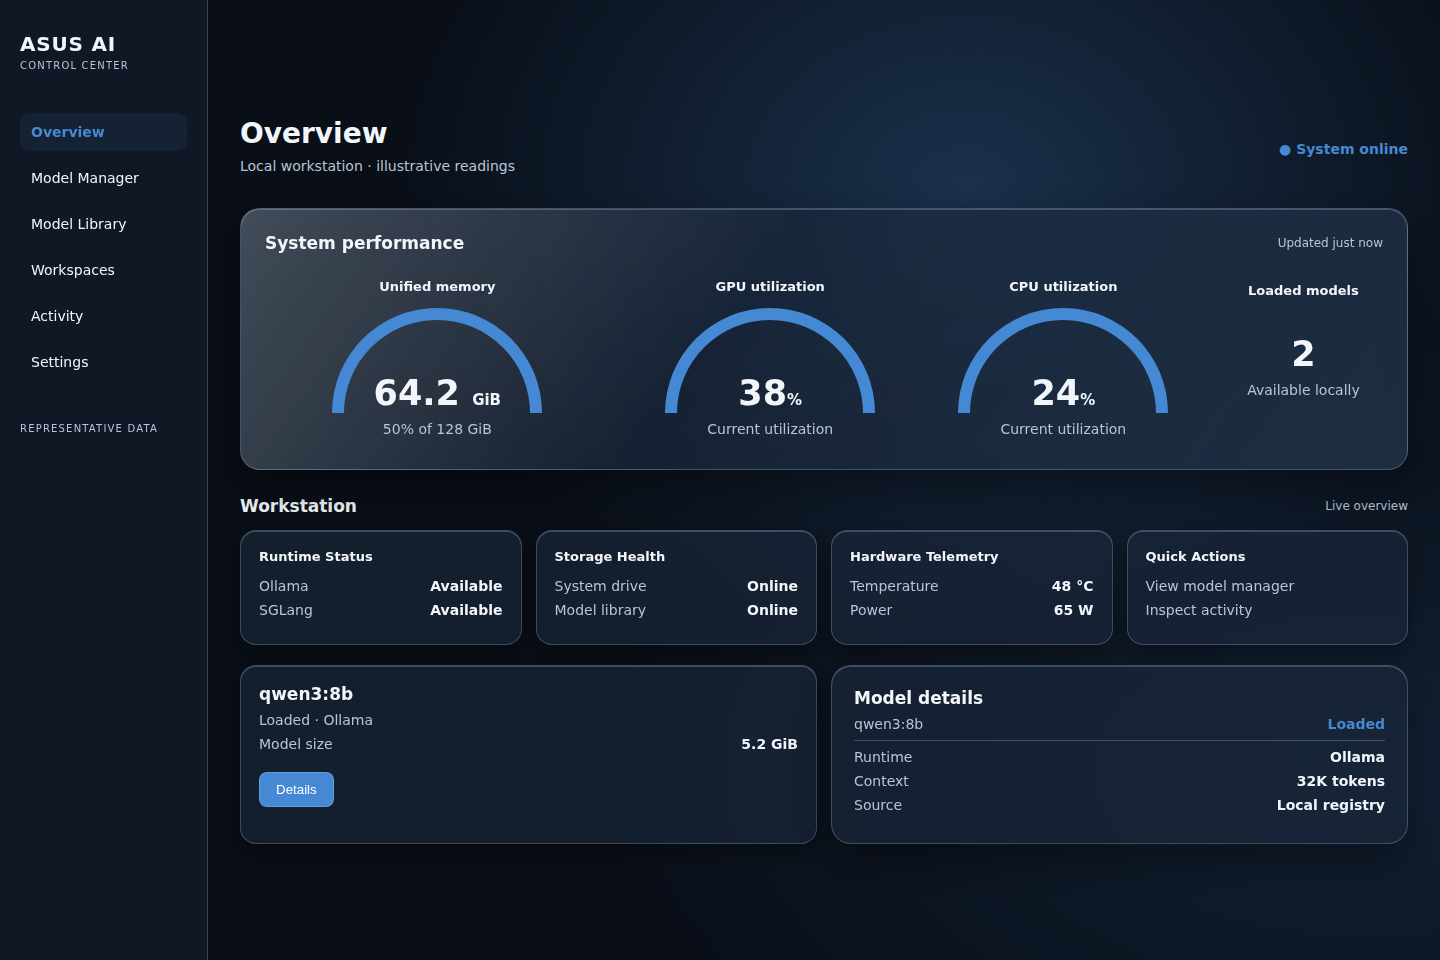 ASUS AI
CONTROL CENTER
Overview
Model Manager
Model Library
Workspaces
Activity
Settings
REPRESENTATIVE DATA
Overview
Local workstation · illustrative readings
● System online
System performance
Updated just now
Unified memory
64.2 GiB
50% of 128 GiB
GPU utilization
38%
Current utilization
CPU utilization
24%
Current utilization
Loaded models
2
Available locally
Workstation
Live overview
Runtime Status
Ollama Available
SGLang Available
Storage Health
System drive Online
Model library Online
Hardware Telemetry
Temperature 48 °C
Power 65 W
Quick Actions
View model manager
Inspect activity
qwen3:8b
Loaded · Ollama
Model size 5.2 GiB
Details
Model details
qwen3:8b Loaded
Runtime Ollama
Context 32K tokens
Source Local registry